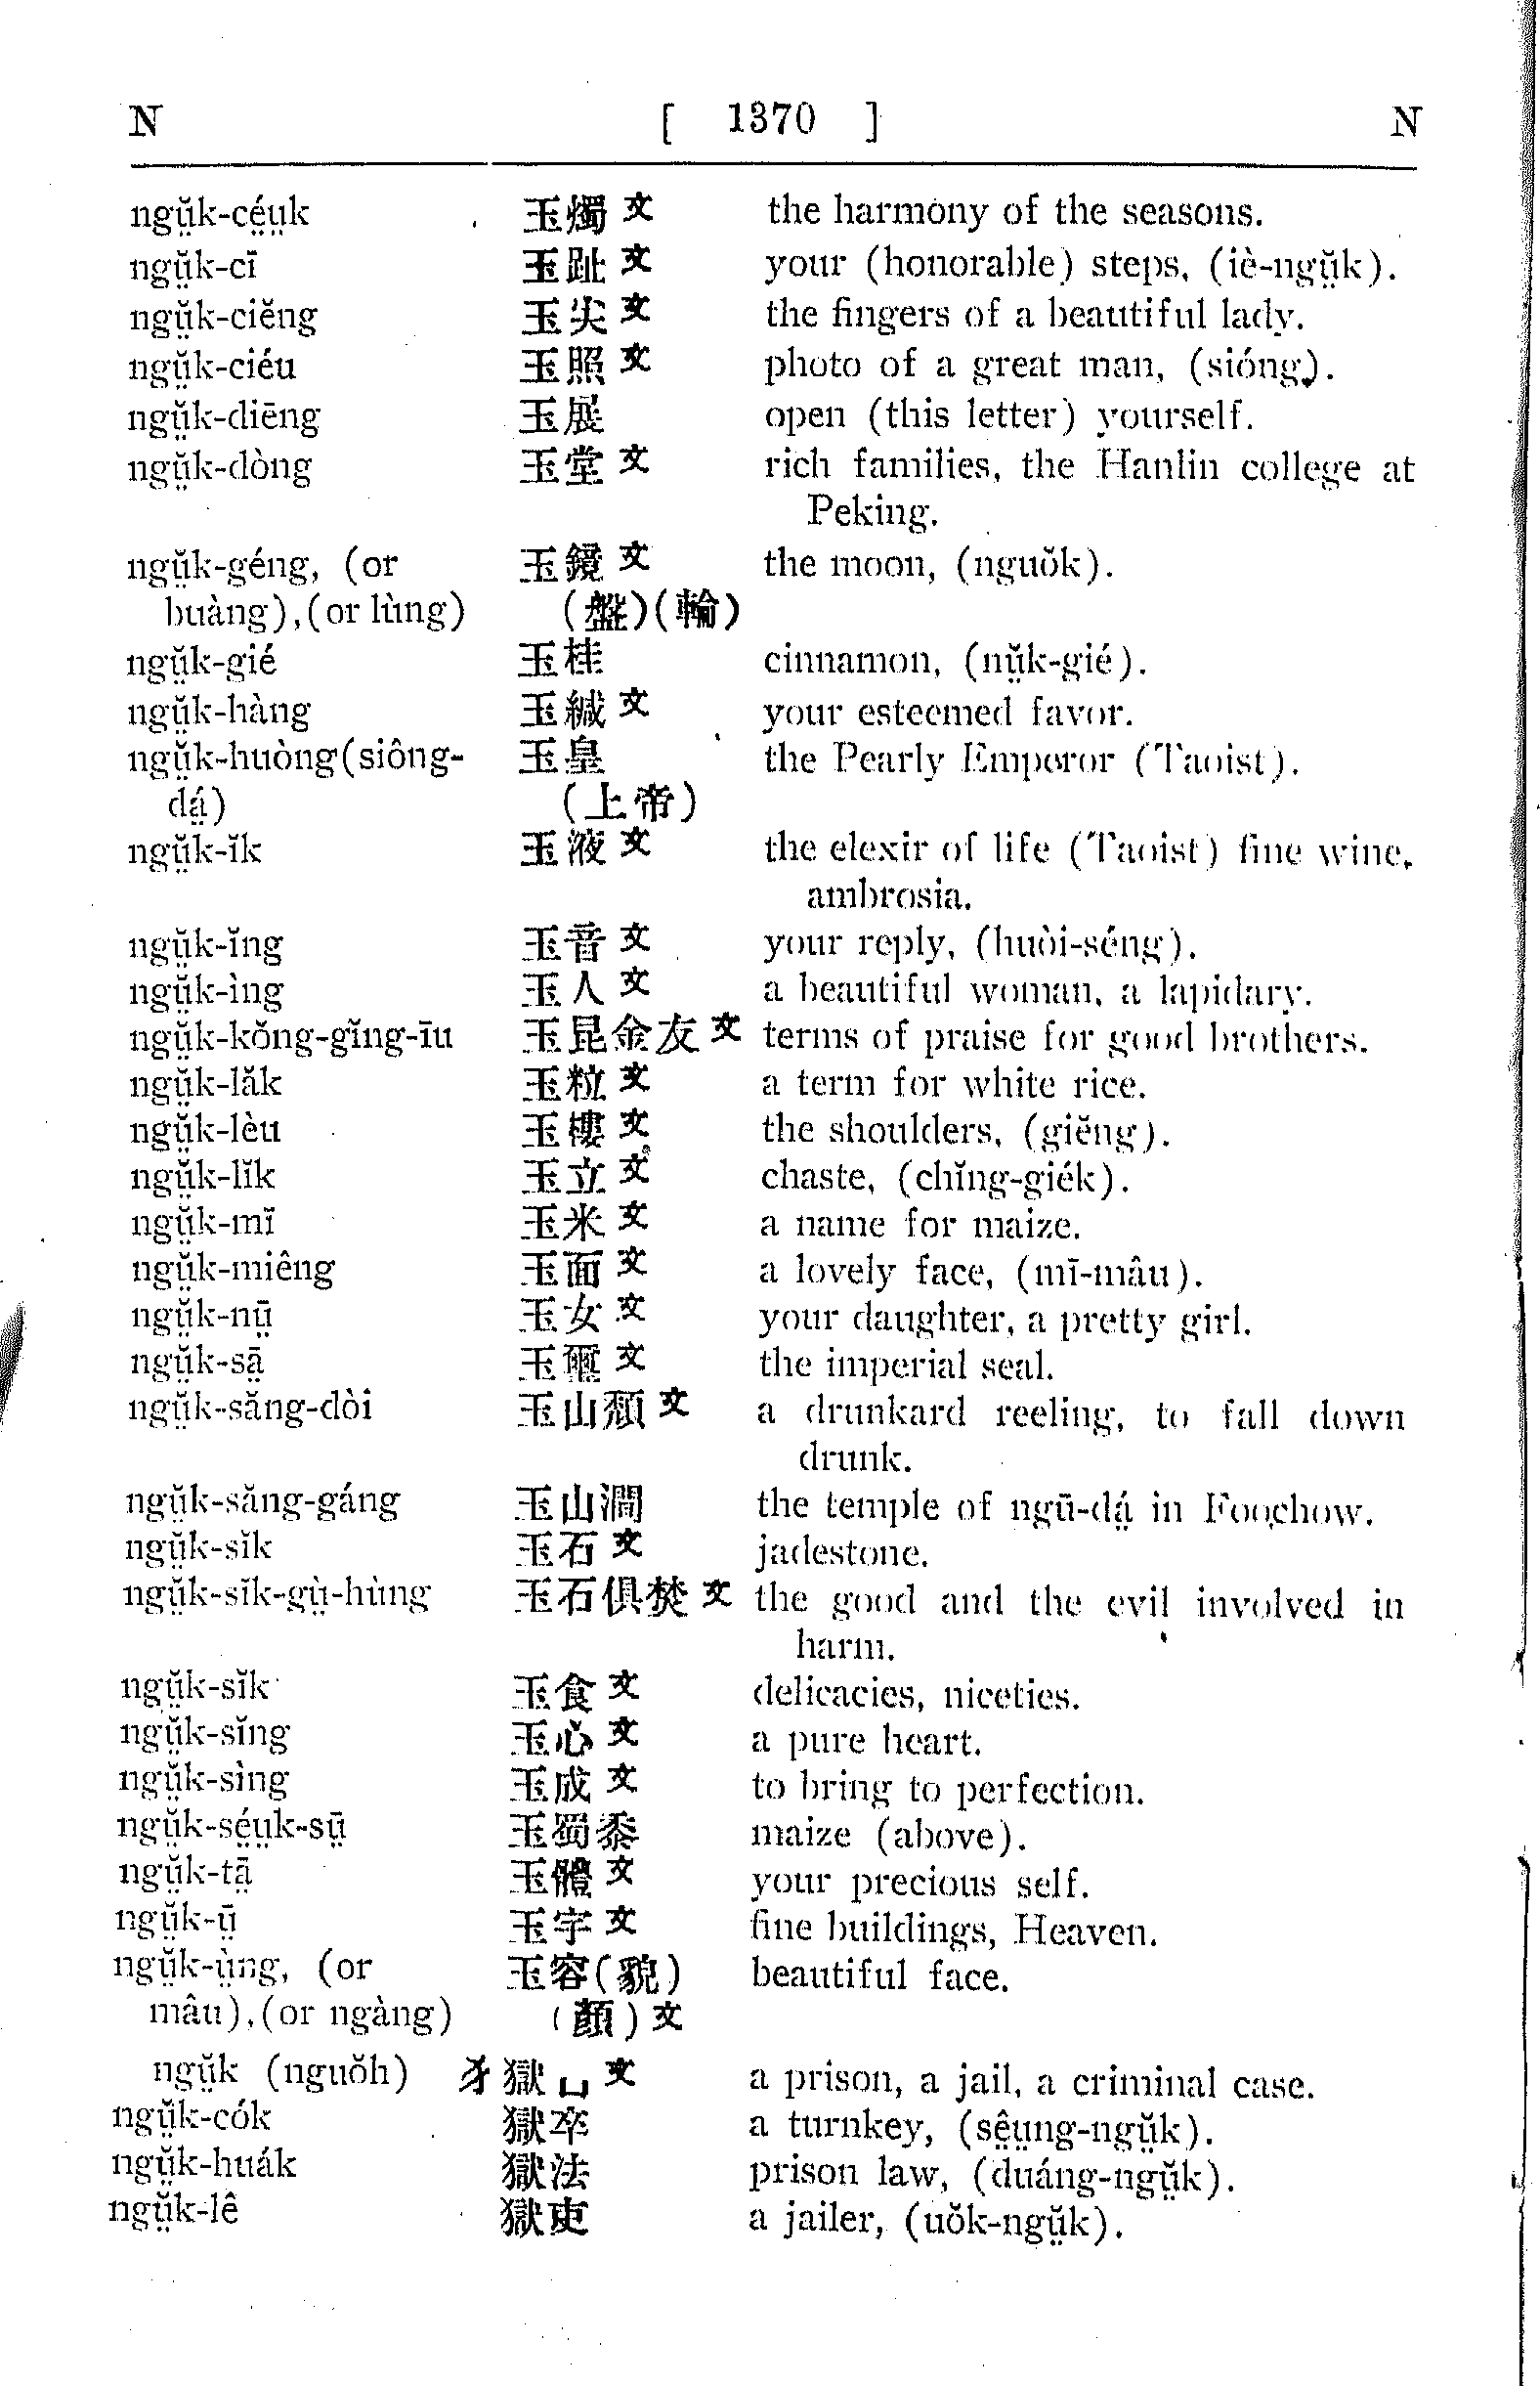 N [ 1370 ] N
ngṳ̆k-cé̤ṳk 玉燭文 the harmony of the seasons.
ngṳ̆k-cī 玉趾文 your (honorable) steps, (iè-ngṳ̆k).
ngṳ̆k-ciĕng 玉尖文 the fingers of a beautiful lady.
ngṳ̆k-ciéu 玉照文 photo of a great man, (sióng).
ngṳ̆k-diēng 玉展 open (this letter) yourself.
ngṳ̆k-dòng 玉堂文 rich families, the Hanlin college at
Peking.
ngṳ̆k-géng, (or 玉鏡文 the moon, (nguŏk).
buàng),(or lùng) (盤)(輪)
ngṳ̆k-gié 玉桂 cinnamon, (nṳ̆k-gié).
ngṳ̆k-hàng 玉緘文 your esteemed favor.
ngṳ̆k-huòng(siông- 玉皇 the Pearly Emperor (Taoist).
dá̤) (上帝)
ngṳ̆k-ĭk 玉液文 the elexir of life (Taoist) fine wine,
ambrosia.
ngṳ̆k-ĭng 玉音文 your reply, (huòi-séng).
ngṳ̆k-ìng 玉人文 a beautiful woman, a lapidary.
ngṳ̆k-kŏng-gĭng-īu 玉昆金友文 terms of praise for good brothers.
ngṳ̆k-lăk 玉粒文 a term for white rice.
ngṳ̆k-lèu 玉樓文 the shoulders, (giĕng).
ngṳ̆k-lĭk 玉立文 chaste, (chĭng-giék).
ngṳ̆k-mī 玉米文 a name for maize.
ngṳ̆k-miêng 玉面文 a lovely face, (mī-mâu).
ngṳ̆k-nṳ̄ 玉女文 your daughter, a pretty girl.
ngṳ̆k-sā̤ 玉璽文 the imperial seal.
ngṳ̆k-săng-dòi 玉山頹文 a drunkard reeling, to fall down
drunk.
ngṳ̆k-săng-gáng 玉山澗 the temple of ngū-dá̤ in Foochow.
ngṳ̆k-sĭk 玉石文 jadestone.
ngṳ̆k-sĭk-gṳ̀-hùng 玉石俱焚文 the good and the evil involved in
harm.
ngṳ̆k-sĭk 玉食文 delicacies, niceties.
ngṳ̆k-sĭng 玉心文 a pure heart.
ngṳ̆k-sìng 玉成文 to bring to perfection.
ngṳ̆k-sé̤ṳk-sṳ̄ 玉蜀黍 maize (above).
ngṳ̆k-tā̤ 玉體文 your precious self.
ngṳ̆k-ṳ̄ 玉宇文 fine buildings, Heaven.
ngṳ̆k-ṳ̀ng, (or 玉容(貌) beautiful face.
mâu),(or ngàng) (顏)文
ngṳ̆k (nguŏh) 犭獄ㄩ文 a prison, a jail, a criminal case.
ngṳ̆k-cók 獄卒 a turnkey, (sê̤ṳng-ngṳ̆k).
ngṳ̆k-huák 獄法 prison law, (duáng-ngṳ̆k).
ngṳ̆k-lê 獄吏 a jailer, (uŏk-ngṳ̆k).